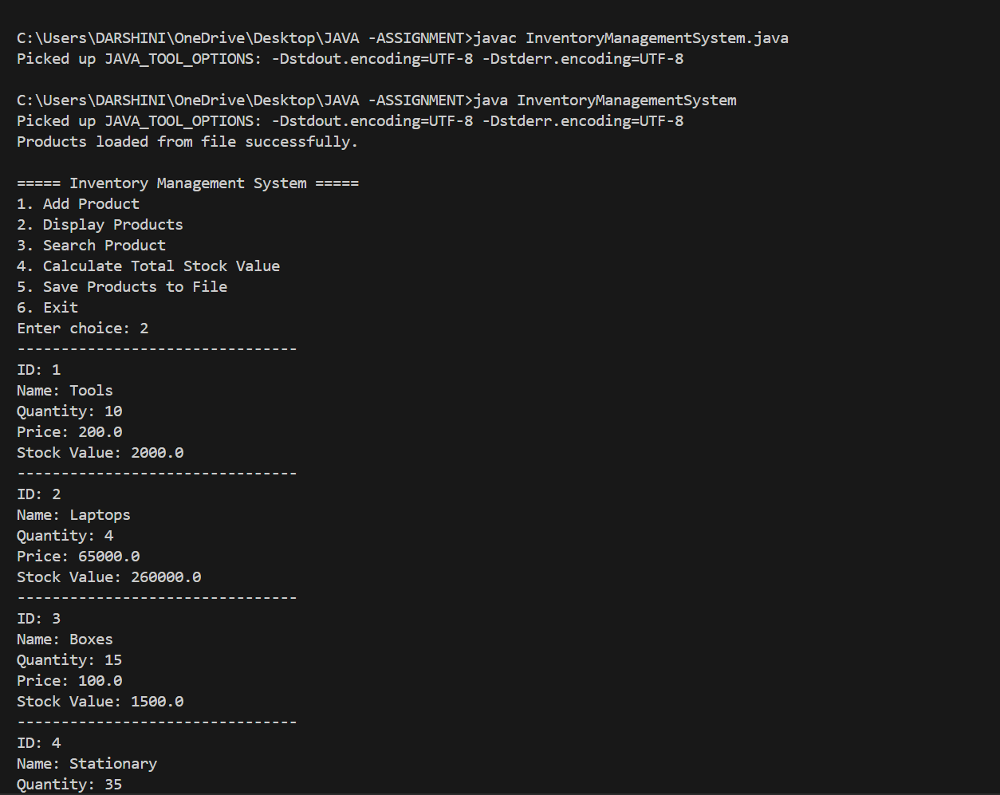 C:\Users\DARSHINI\OneDrive\Desktop\JAVA -ASSIGNMENT>javac InventoryManagementSystem.java
Picked up JAVA_TOOL_OPTIONS: -Dstdout.encoding=UTF-8 -Dstderr.encoding=UTF-8
C:\Users\DARSHINI\OneDrive\Desktop\JAVA -ASSIGNMENT>java InventoryManagementSystem
Picked up JAVA_TOOL_OPTIONS: -Dstdout.encoding=UTF-8 -Dstderr.encoding=UTF-8
Products loaded from file successfully.
===== Inventory Management System =====
1. Add Product
2. Display Products
3. Search Product
4. Calculate Total Stock Value
5. Save Products to File
6. Exit
Enter choice: 2
--------------------------------
ID: 1
Name: Tools
Quantity: 10
Price: 200.0
Stock Value: 2000.0
--------------------------------
ID: 2
Name: Laptops
Quantity: 4
Price: 65000.0
Stock Value: 260000.0
--------------------------------
ID: 3
Name: Boxes
Quantity: 15
Price: 100.0
Stock Value: 1500.0
--------------------------------
ID: 4
Name: Stationary
Quantity: 35